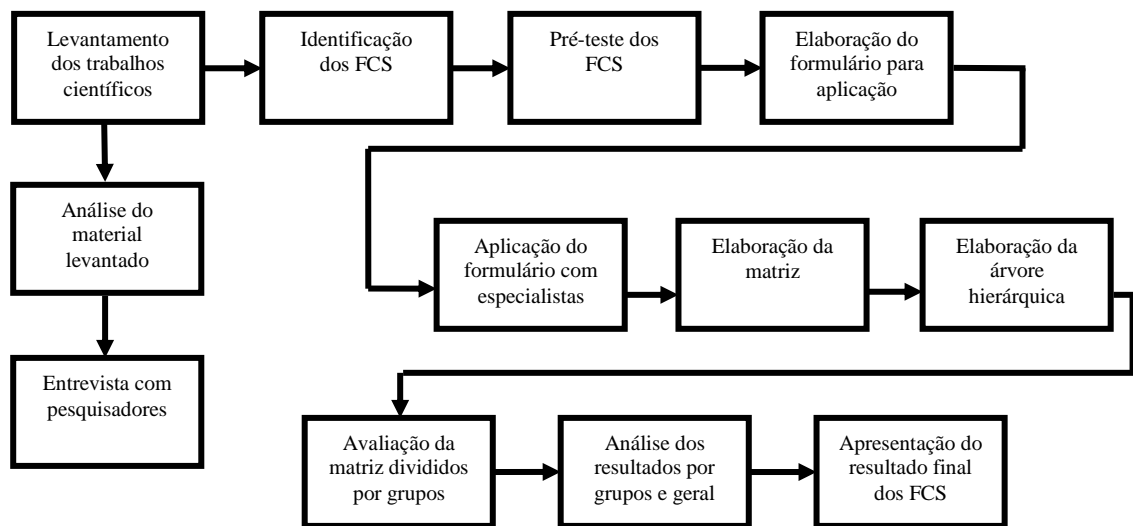 Levantamento
dos trabalhos
científicos
Identificação
dos FCS
Pré-teste dos
FCS
Elaboração do
formulário para
aplicação
Análise do
material
levantado
Entrevista com
pesquisadores
Aplicação do
formulário com
especialistas
Elaboração da
matriz
Elaboração da
árvore
hierárquica
Avaliação da
matriz divididos
por grupos
Análise dos
resultados por
grupos e geral
Apresentação do
resultado final
dos FCS